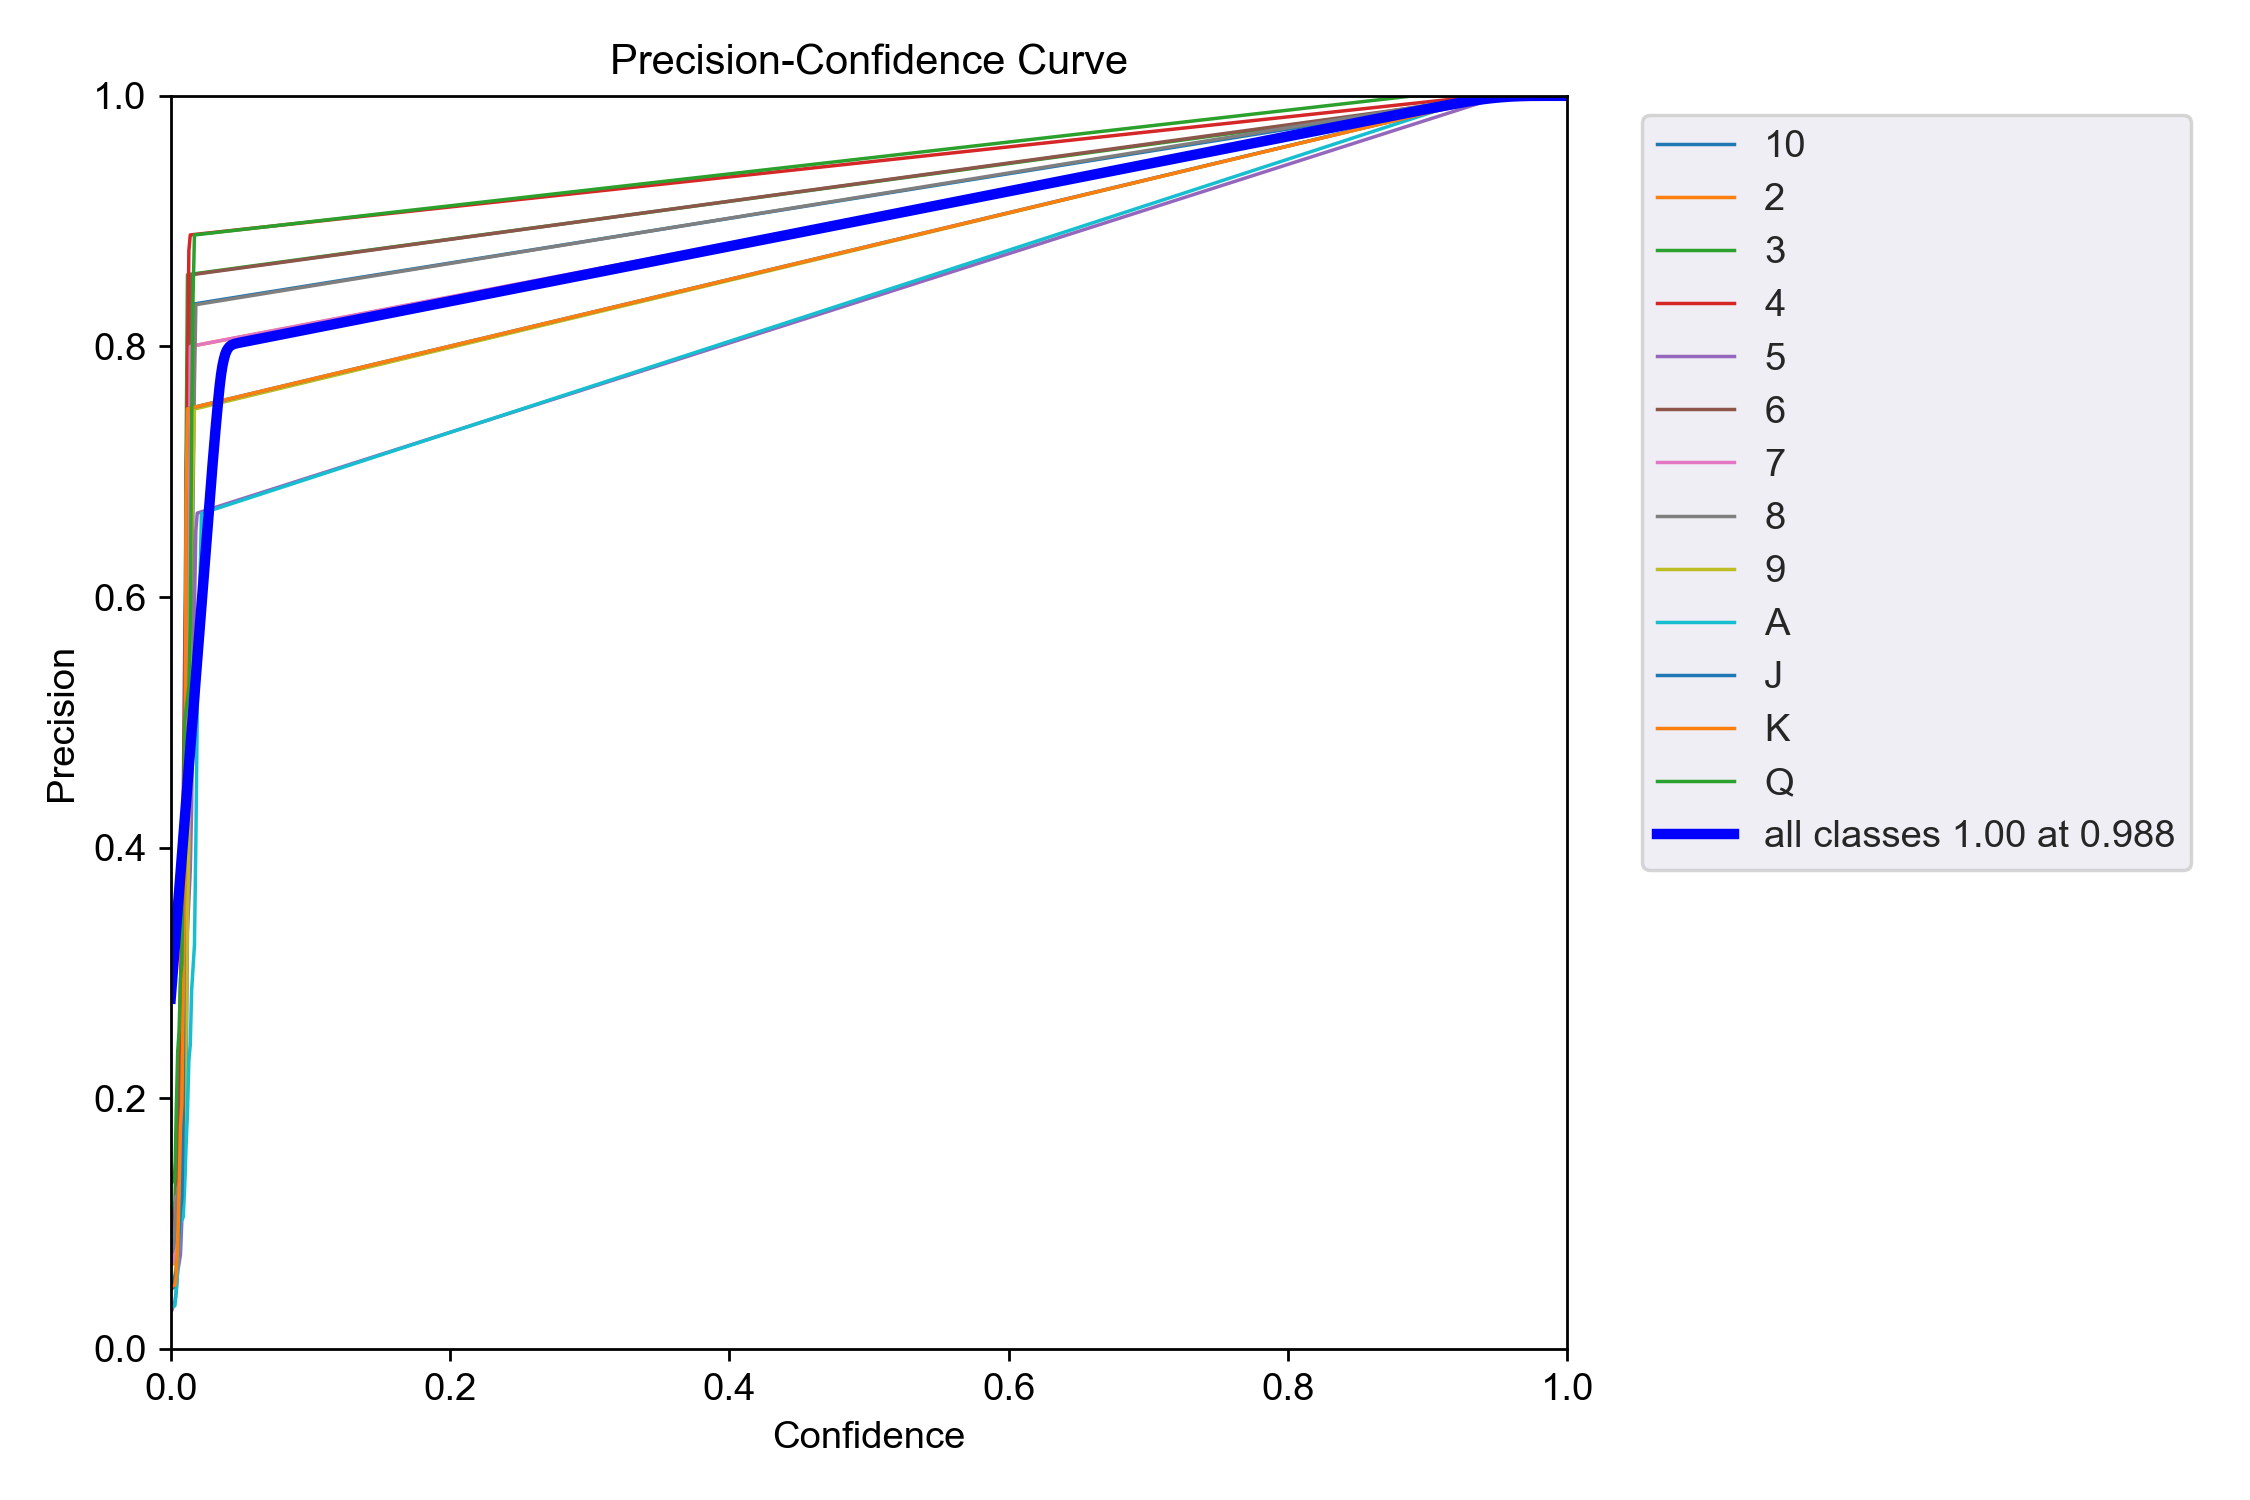 Precision-Confidence Curve
1.0
0.8
0.6
0.4
0.2
0.0
Precision
0.0 0.2 0.4 0.6 0.8 1.0
Confidence
10
2
3
4
5
6
7
8
9
A
J
K
Q
all classes 1.00 at 0.988